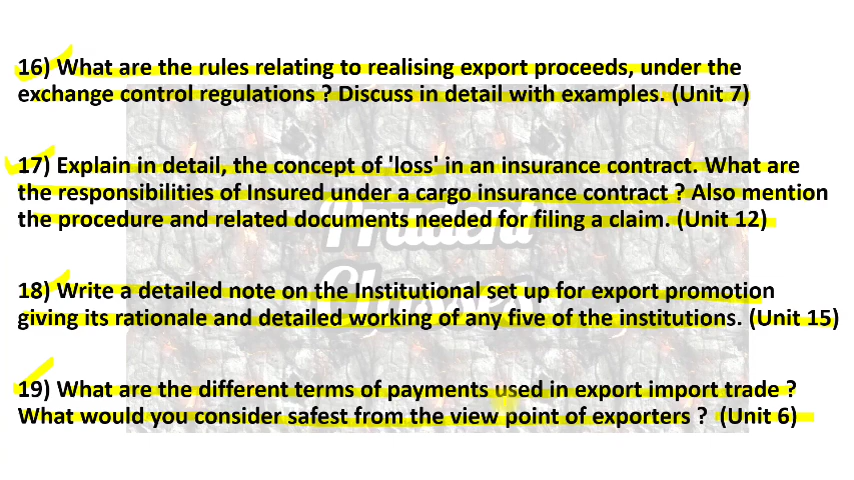 16) What are the rules relating to realising export proceeds, under the
exchange control regulations ? Discuss in detail with examples. (Unit 7)
17) Explain in detail, the concept of 'loss' in an insurance contract. What are
the responsibilities of Insured under a cargo insurance contract ? Also mention
the procedure and related documents needed for filing a claim. (Unit 12)
Prudent
Classes
18) Write a detailed note on the Institutional set up for export promotion
giving its rationale and detailed working of any five of the institutions. (Unit 15)
19) What are the different terms of payments used in export import trade ?
What would you consider safest from the view point of exporters ? (Unit 6)